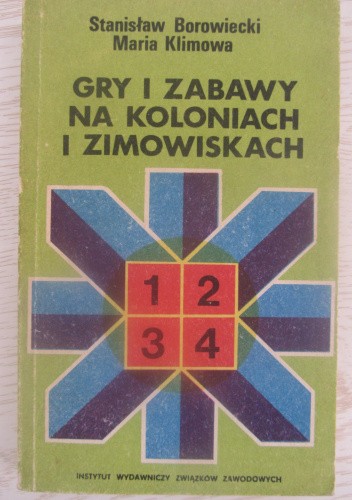 Stanisław Borowiecki
Maria Klimowa
GRY I ZABAWY
NA KOLONIACH
I ZIMOWISKACH
1 2
3 4
INSTYTUT WYDAWNICZY ZWIĄZKÓW ZAWODOWYCH